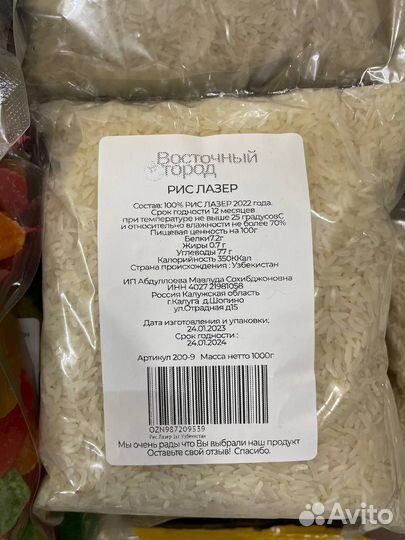 Восточный
город
РИС ЛАЗЕР
Состав: 100% РИС ЛАЗЕР 2022 года.
Срок годности 12 месяцев
при температуре не выше 25 градусовС
и относительно влажности не более 70%
Пищевая ценность на 100г
Белки7.2г
Жиры 0.7 г
Углеводы 77 г
Калорийность 350ККал
Страна происхождения : Узбекистан
ИП Абдуллоева Мавлуда Сохибджоновна
ИНН 4027 21981058
Россия Калужская область
г.Калуга д.Шопино
ул.Отрадная д15
Дата изготовления и упаковки:
24.01.2023
Срок годности :
24.01.2024
Артикул 200-9 Масса нетто 1000г
OZN987209539
Рис Лазер 1кг Узбекистан
Мы очень рады что Вы выбрали наш продукт
Оставьте свой отзыв! Спасибо.
Avito